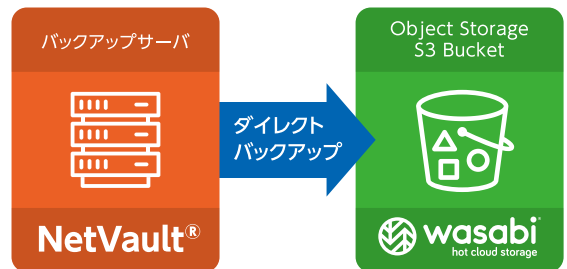 バックアップサーバ
NetVault®
ダイレクト
バックアップ
Object Storage
S3 Bucket
wasabi
hot cloud storage